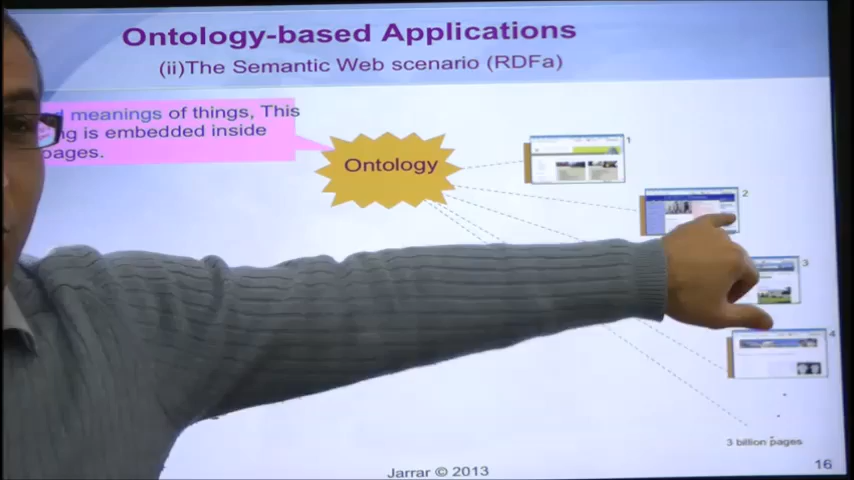 Ontology-based Applications
(ii)The Semantic Web scenario (RDFa)
meanings of things, This
is embedded inside
pages.
Ontology
1
2
3
4
3 billion pages
Jarrar © 2013
16